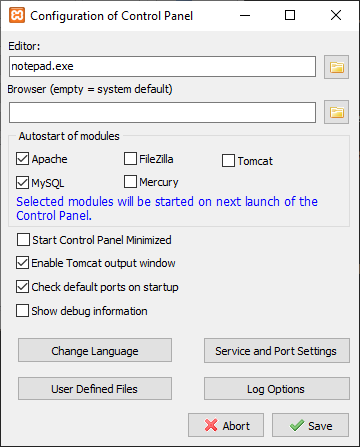 Configuration of Control Panel
Editor:
notepad.exe
Browser (empty = system default)
Autostart of modules
Apache
FileZilla
Tomcat
MySQL
Mercury
Selected modules will be started on next launch of the
Control Panel.
Start Control Panel Minimized
Enable Tomcat output window
Check default ports on startup
Show debug information
Change Language
Service and Port Settings
User Defined Files
Log Options
Abort
Save